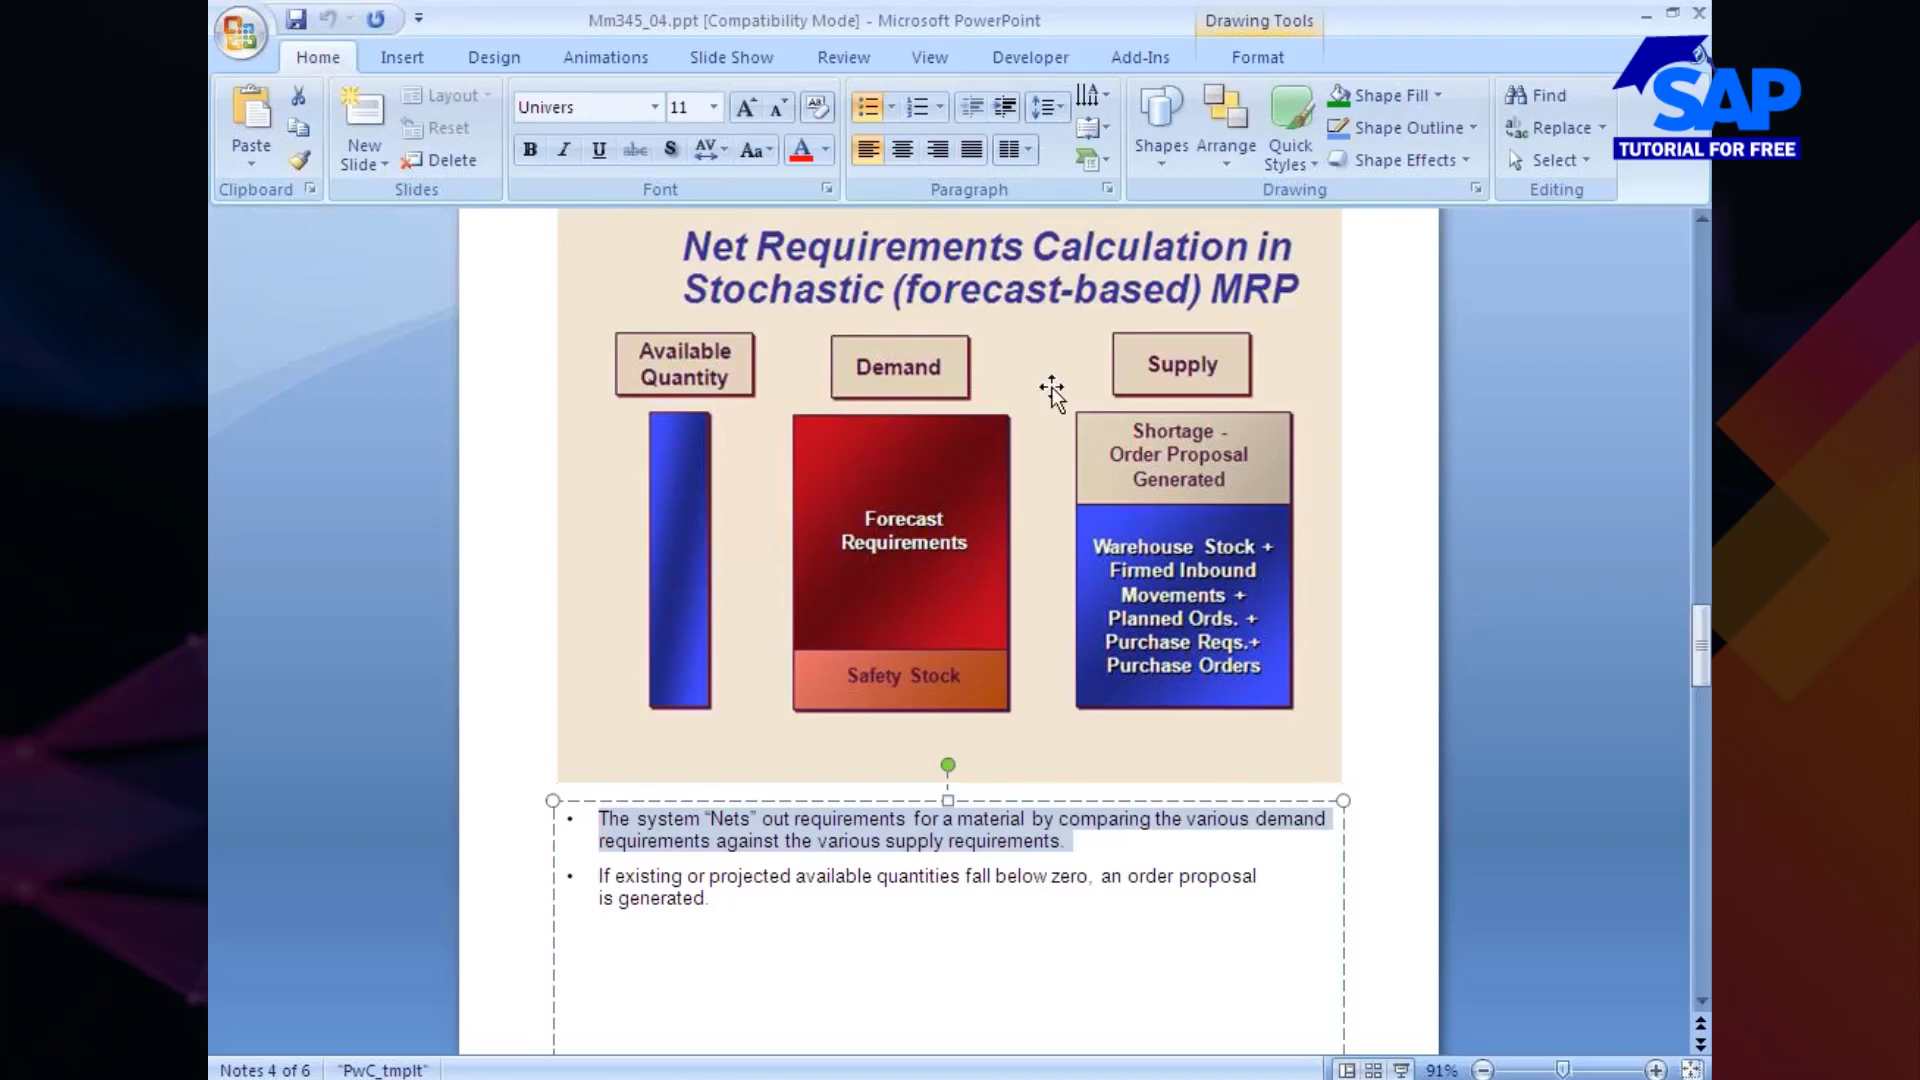 Mm345_04.ppt [Compatibility Mode] - Microsoft PowerPoint
Drawing Tools
Home
Insert
Design
Animations
Slide Show
Review
View
Developer
Add-Ins
Format
SAP
TUTORIAL FOR FREE
Paste
New
Slide
Layout
Reset
Delete
Univers
11
B I U abc S AV Aa A
Shapes
Arrange
Quick
Styles
Shape Fill
Shape Outline
Shape Effects
Find
Replace
Select
Clipboard
Slides
Font
Paragraph
Drawing
Editing
Net Requirements Calculation in
Stochastic (forecast-based) MRP
Available
Quantity
Demand
Supply
Forecast
Requirements
Safety Stock
Shortage -
Order Proposal
Generated
Warehouse Stock +
Firmed Inbound
Movements +
Planned Ords. +
Purchase Reqs.+
Purchase Orders
• The system “Nets” out requirements for a material by comparing the various demand
requirements against the various supply requirements.
• If existing or projected available quantities fall below zero, an order proposal
is generated.
Notes 4 of 6
"PwC_tmplt"
91%